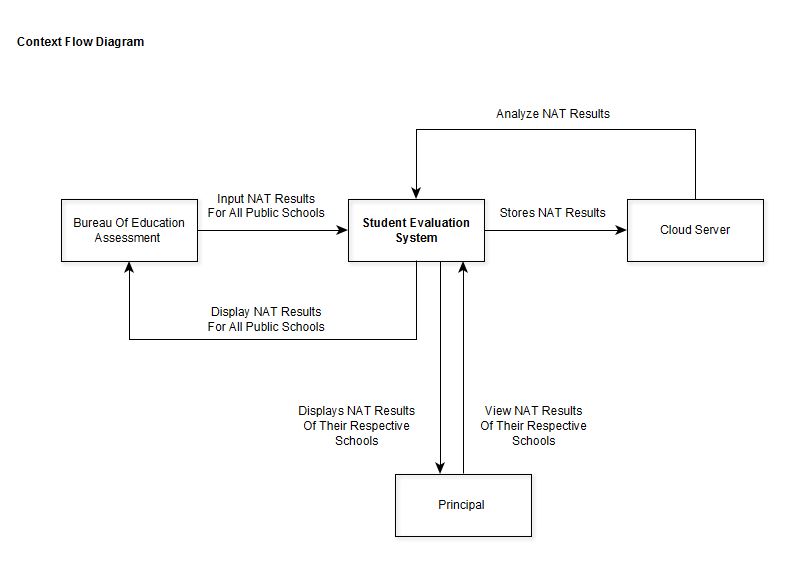 Context Flow Diagram
Analyze NAT Results
Input NAT Results
For All Public Schools
Bureau Of Education
Assessment
Student Evaluation
System
Stores NAT Results
Cloud Server
Display NAT Results
For All Public Schools
Displays NAT Results
Of Their Respective
Schools
View NAT Results
Of Their Respective
Schools
Principal